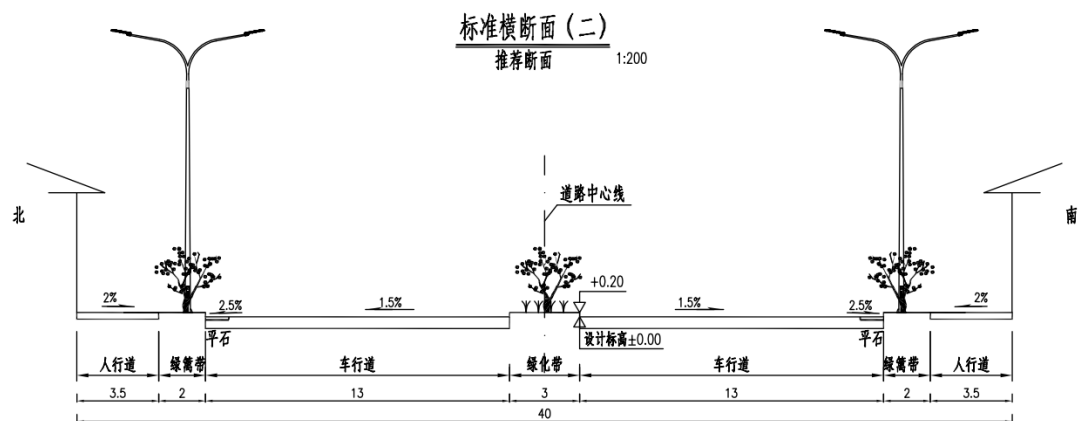 标准横断面(二)
推荐断面 1:200
道路中心线
北
南
+0.20
2% 2.5% 1.5% 1.5% 2.5% 2%
平石 设计标高±0.00 平石
人行道 绿篱带 车行道 绿化带 车行道 绿篱带 人行道
3.5 2 13 3 13 2 3.5
40